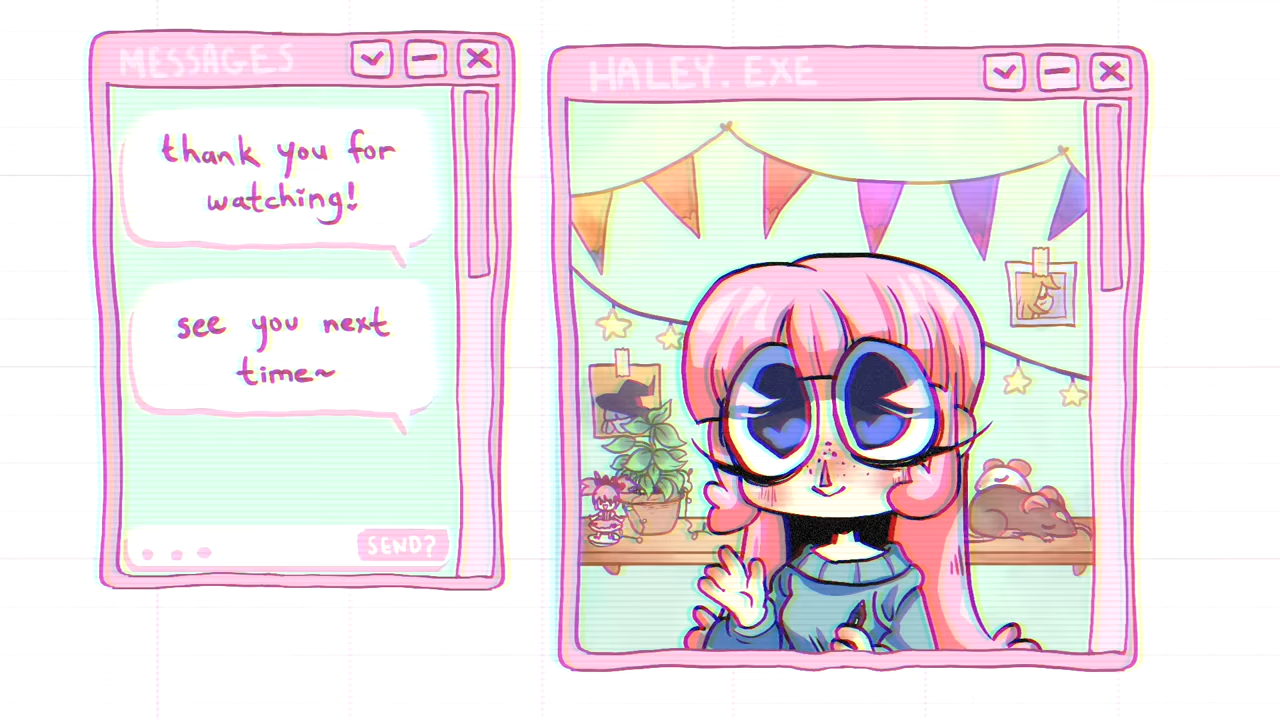 MESSAGES
thank you for
watching!
see you next
time~
SEND?
HALEY.EXE